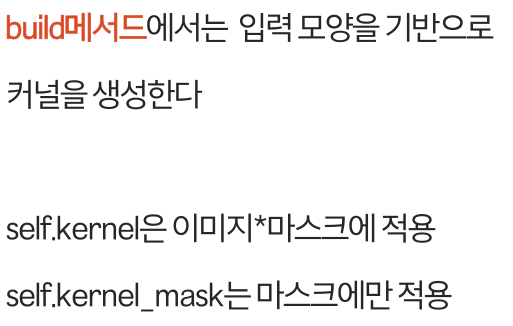 build메서드에서는 입력 모양을 기반으로
커널을 생성한다
self.kernel은 이미지*마스크에 적용
self.kernel_mask는 마스크에만 적용